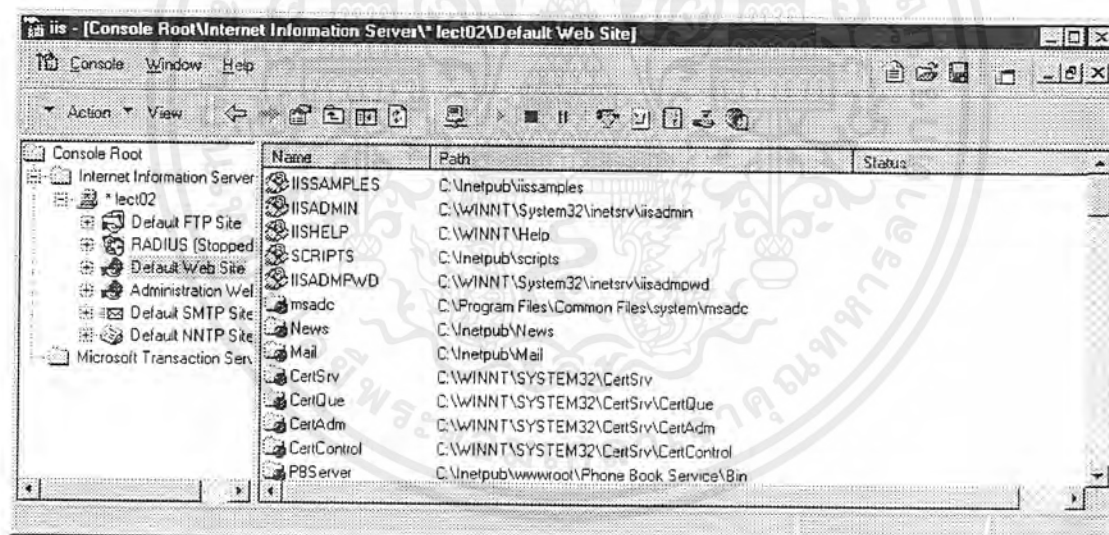 iis - [Console Root\Internet Information Server\* lect02\Default Web Site]
Console Window Help
Action View
Console Root
Internet Information Server
* lect02
Default FTP Site
RADIUS (Stopped
Default Web Site
Administration Wel
Default SMTP Site
Default NNTP Site
Microsoft Transaction Serv
Name Path Status
IISSAMPLES C:\Inetpub\iissamples
IISADMIN C:\WINNT\System32\inetsrv\iisadmin
IISHELP C:\WINNT\Help
SCRIPTS C:\Inetpub\scripts
IISADMPWD C:\WINNT\System32\inetsrv\iisadmpwd
msadc C:\Program Files\Common Files\system\msadc
News C:\Inetpub\News
Mail C:\Inetpub\Mail
CertSrv C:\WINNT\SYSTEM32\CertSrv
CertQue C:\WINNT\SYSTEM32\CertSrv\CertQue
CertAdm C:\WINNT\SYSTEM32\CertSrv\CertAdm
CertControl C:\WINNT\SYSTEM32\CertSrv\CertControl
PBServer C:\Inetpub\wwwroot\Phone Book Service\Bin